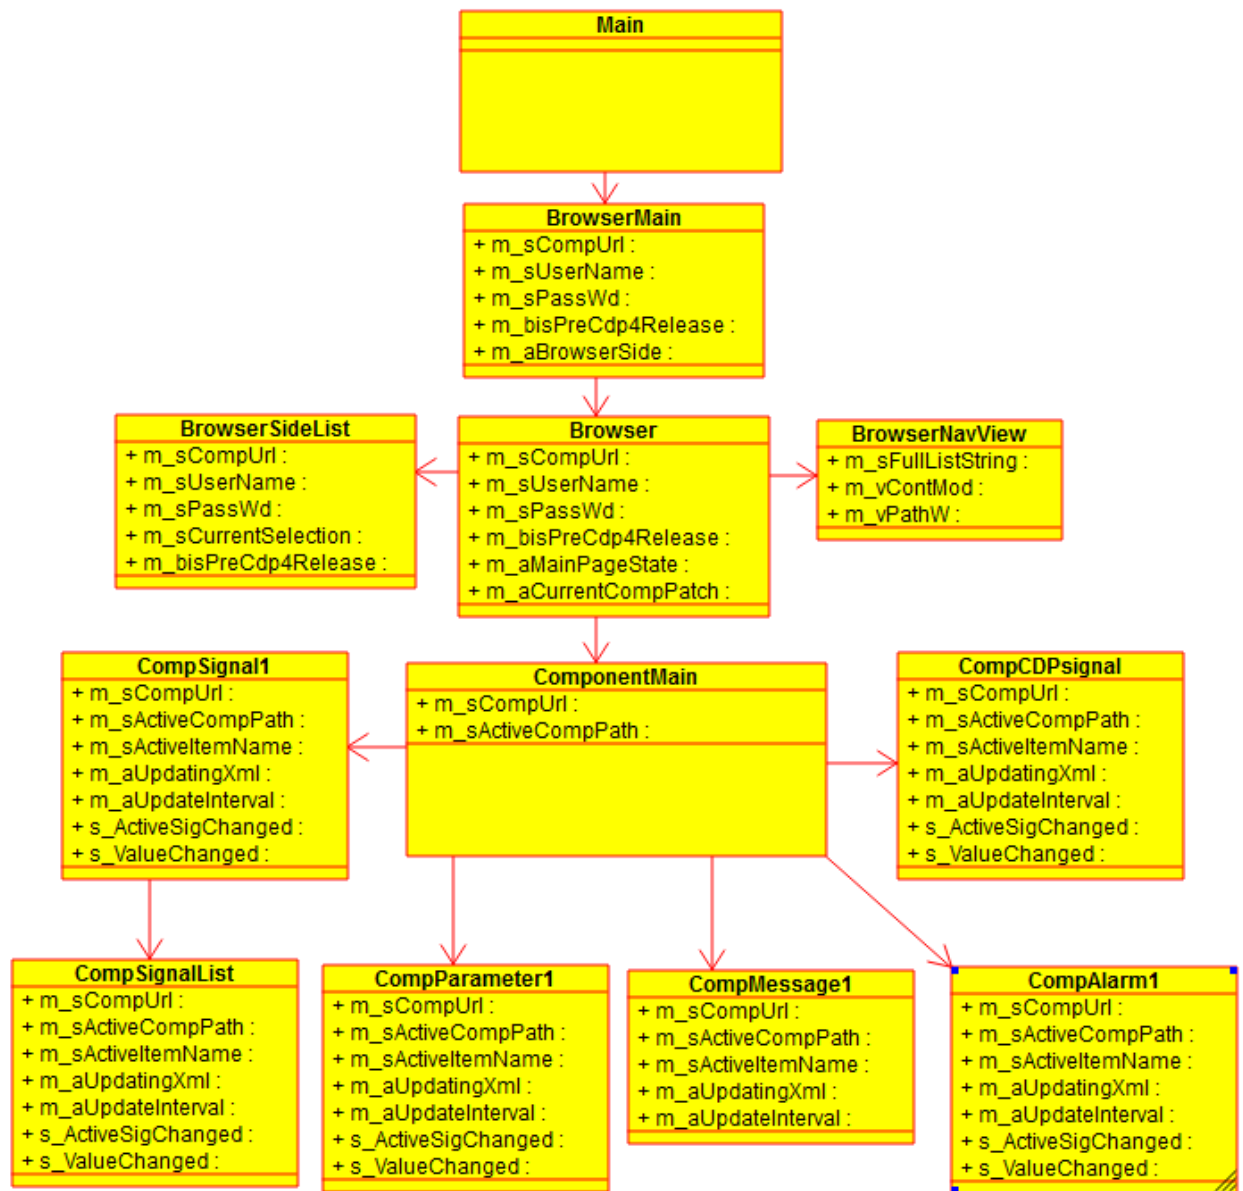 Main
BrowserMain
+ m_sCompUrl :
+ m_sUserName :
+ m_sPassWd :
+ m_bisPreCdp4Release :
+ m_aBrowserSide :
BrowserSideList
+ m_sCompUrl :
+ m_sUserName :
+ m_sPassWd :
+ m_sCurrentSelection :
+ m_bisPreCdp4Release :
Browser
+ m_sCompUrl :
+ m_sUserName :
+ m_sPassWd :
+ m_bisPreCdp4Release :
+ m_aMainPageState :
+ m_aCurrentCompPatch :
BrowserNavView
+ m_sFullListString :
+ m_vContMod :
+ m_vPathW :
CompSignal1
+ m_sCompUrl :
+ m_sActiveCompPath :
+ m_sActiveItemName :
+ m_aUpdatingXml :
+ m_aUpdateInterval :
+ s_ActiveSigChanged :
+ s_ValueChanged :
ComponentMain
+ m_sCompUrl :
+ m_sActiveCompPath :
CompCDPsignal
+ m_sCompUrl :
+ m_sActiveCompPath :
+ m_sActiveItemName :
+ m_aUpdatingXml :
+ m_aUpdateInterval :
+ s_ActiveSigChanged :
+ s_ValueChanged :
CompSignalList
+ m_sCompUrl :
+ m_sActiveCompPath :
+ m_sActiveItemName :
+ m_aUpdatingXml :
+ m_aUpdateInterval :
+ s_ActiveSigChanged :
+ s_ValueChanged :
CompParameter1
+ m_sCompUrl :
+ m_sActiveCompPath :
+ m_sActiveItemName :
+ m_aUpdatingXml :
+ m_aUpdateInterval :
+ s_ActiveSigChanged :
+ s_ValueChanged :
CompMessage1
+ m_sCompUrl :
+ m_sActiveCompPath :
+ m_sActiveItemName :
+ m_aUpdatingXml :
+ m_aUpdateInterval :
CompAlarm1
+ m_sCompUrl :
+ m_sActiveCompPath :
+ m_sActiveItemName :
+ m_aUpdatingXml :
+ m_aUpdateInterval :
+ s_ActiveSigChanged :
+ s_ValueChanged :